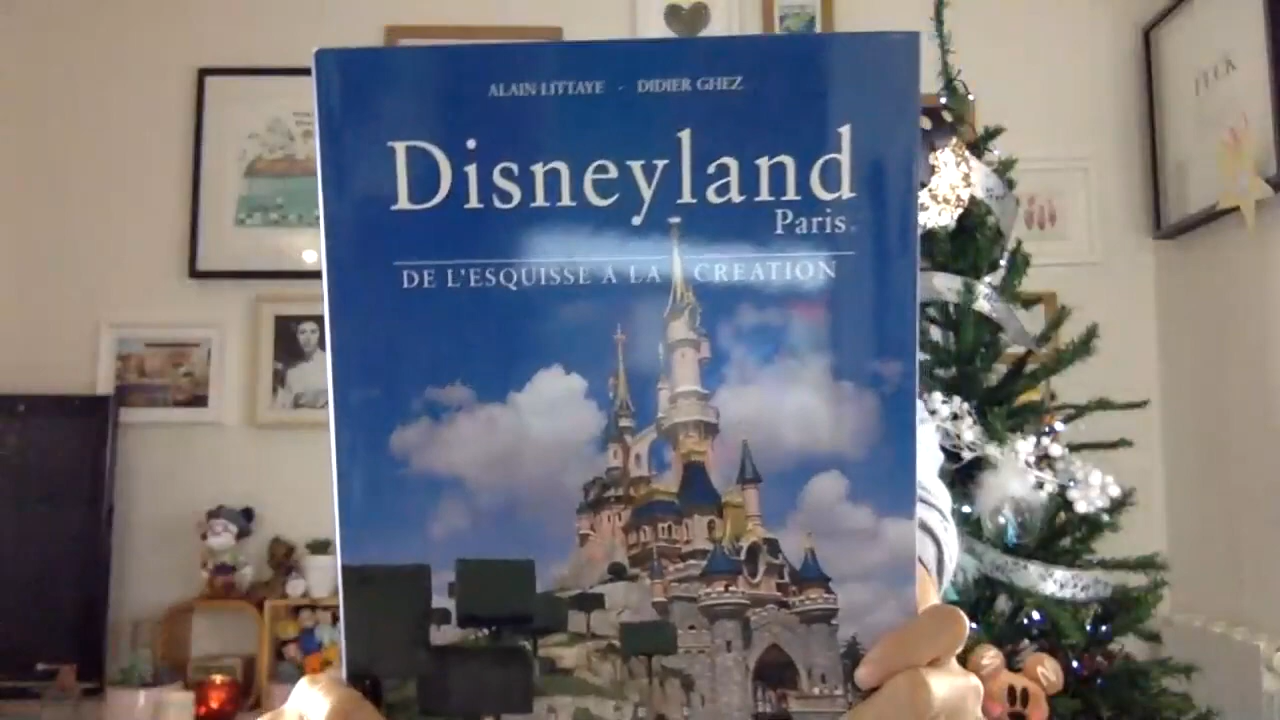 ALAIN LITTAYE · DIDIER GHEZ
Disneyland
Paris
DE L'ESQUISSE À LA CRÉATION